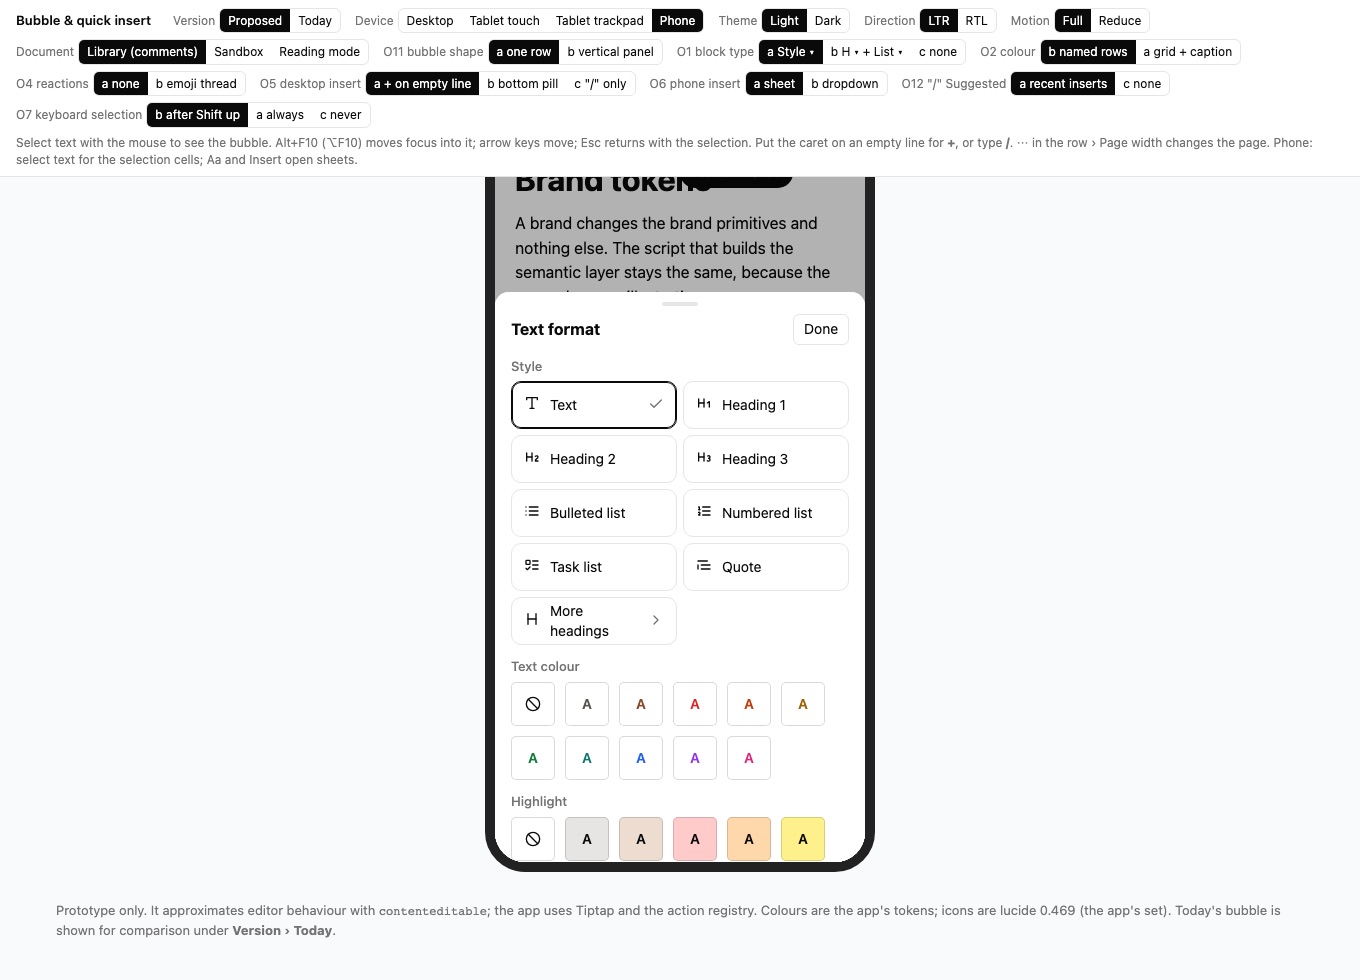 Bubble & quick insert Version Proposed Today Device Desktop Tablet touch Tablet trackpad Phone Theme Light Dark Direction LTR RTL Motion Full Reduce
Document Library (comments) Sandbox Reading mode O11 bubble shape a one row b vertical panel O1 block type a Style ▾ b H ▾ + List ▾ c none O2 colour b named rows a grid + caption
O4 reactions a none b emoji thread O5 desktop insert a + on empty line b bottom pill c "/" only O6 phone insert a sheet b dropdown O12 "/" Suggested a recent inserts c none
O7 keyboard selection b after Shift up a always c never
Select text with the mouse to see the bubble. Alt+F10 (⌥F10) moves focus into it; arrow keys move; Esc returns with the selection. Put the caret on an empty line for +, or type /. ··· in the row › Page width changes the page. Phone:
select text for the selection cells; Aa and Insert open sheets.
Brand tokens
A brand changes the brand primitives and
nothing else. The script that builds the
semantic layer stays the same, because the
Text format Done
Style
Text H1 Heading 1
H2 Heading 2 H3 Heading 3
Bulleted list Numbered list
Task list Quote
H More headings
Text colour
A A A A A
A A A A A
Highlight
A A A A A
Prototype only. It approximates editor behaviour with contenteditable; the app uses Tiptap and the action registry. Colours are the app's tokens; icons are lucide 0.469 (the app's set). Today's bubble is
shown for comparison under Version › Today.